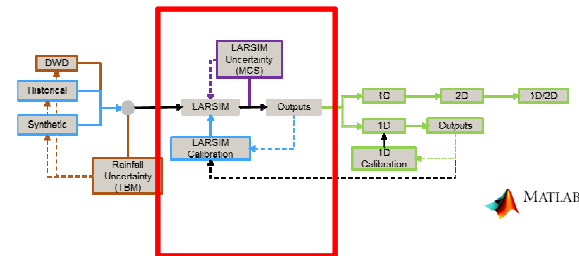 DWD
Historical
Synthetic
Rainfall
Uncertainty
(TBM)
LARSIM
Uncertainty
(MCS)
LARSIM
Outputs
LARSIM
Calibration
1D
2D
1D/2D
1D
Outputs
1D
Calibration
MATLAB